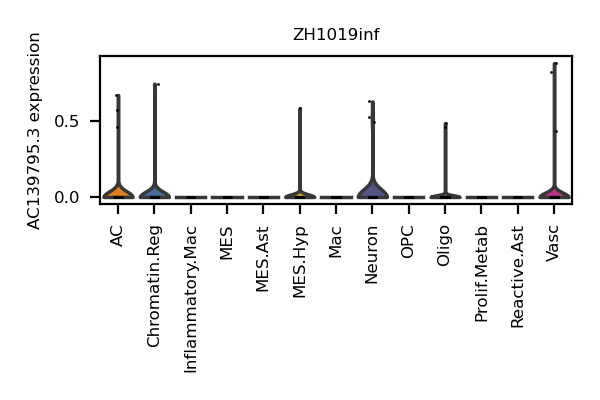 ZH1019inf
AC139795.3 expression
0.5
0.0
AC
Chromatin.Reg
Inflammatory.Mac
MES
MES.Ast
MES.Hyp
Mac
Neuron
OPC
Oligo
Prolif.Metab
Reactive.Ast
Vasc